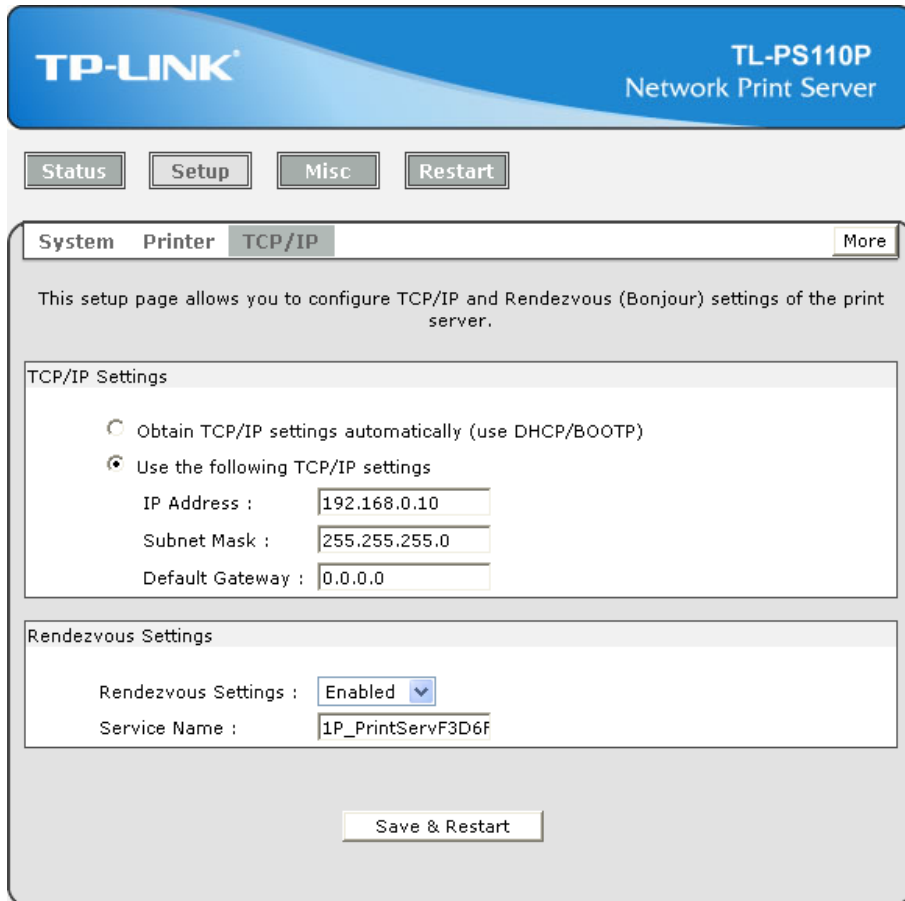 TP-LINK
TL-PS110P
Network Print Server
Status Setup Misc Restart
System Printer TCP/IP More
This setup page allows you to configure TCP/IP and Rendezvous (Bonjour) settings of the print
server.
TCP/IP Settings
Obtain TCP/IP settings automatically (use DHCP/BOOTP)
Use the following TCP/IP settings
IP Address : 192.168.0.10
Subnet Mask : 255.255.255.0
Default Gateway : 0.0.0.0
Rendezvous Settings
Rendezvous Settings : Enabled
Service Name :
Save & Restart